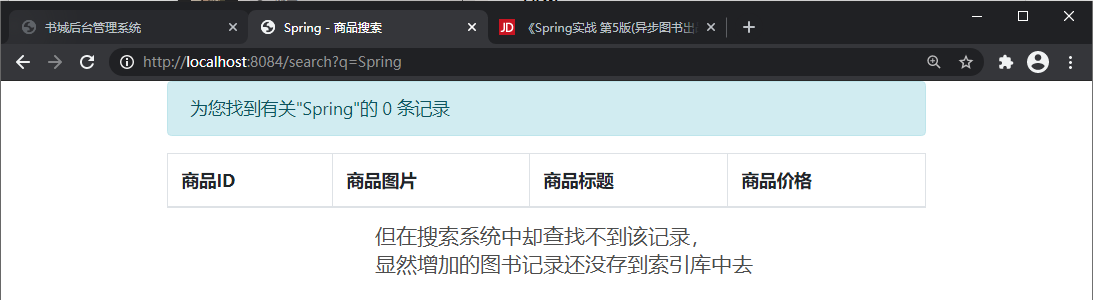 书城后台管理系统
Spring - 商品搜索
JD
《Spring实战 第5版(异步图书出
http://localhost:8084/search?q=Spring
为您找到有关"Spring"的 0 条记录
商品ID 商品图片 商品标题 商品价格
但在搜索系统中却查找不到该记录，
显然增加的图书记录还没存到索引库中去